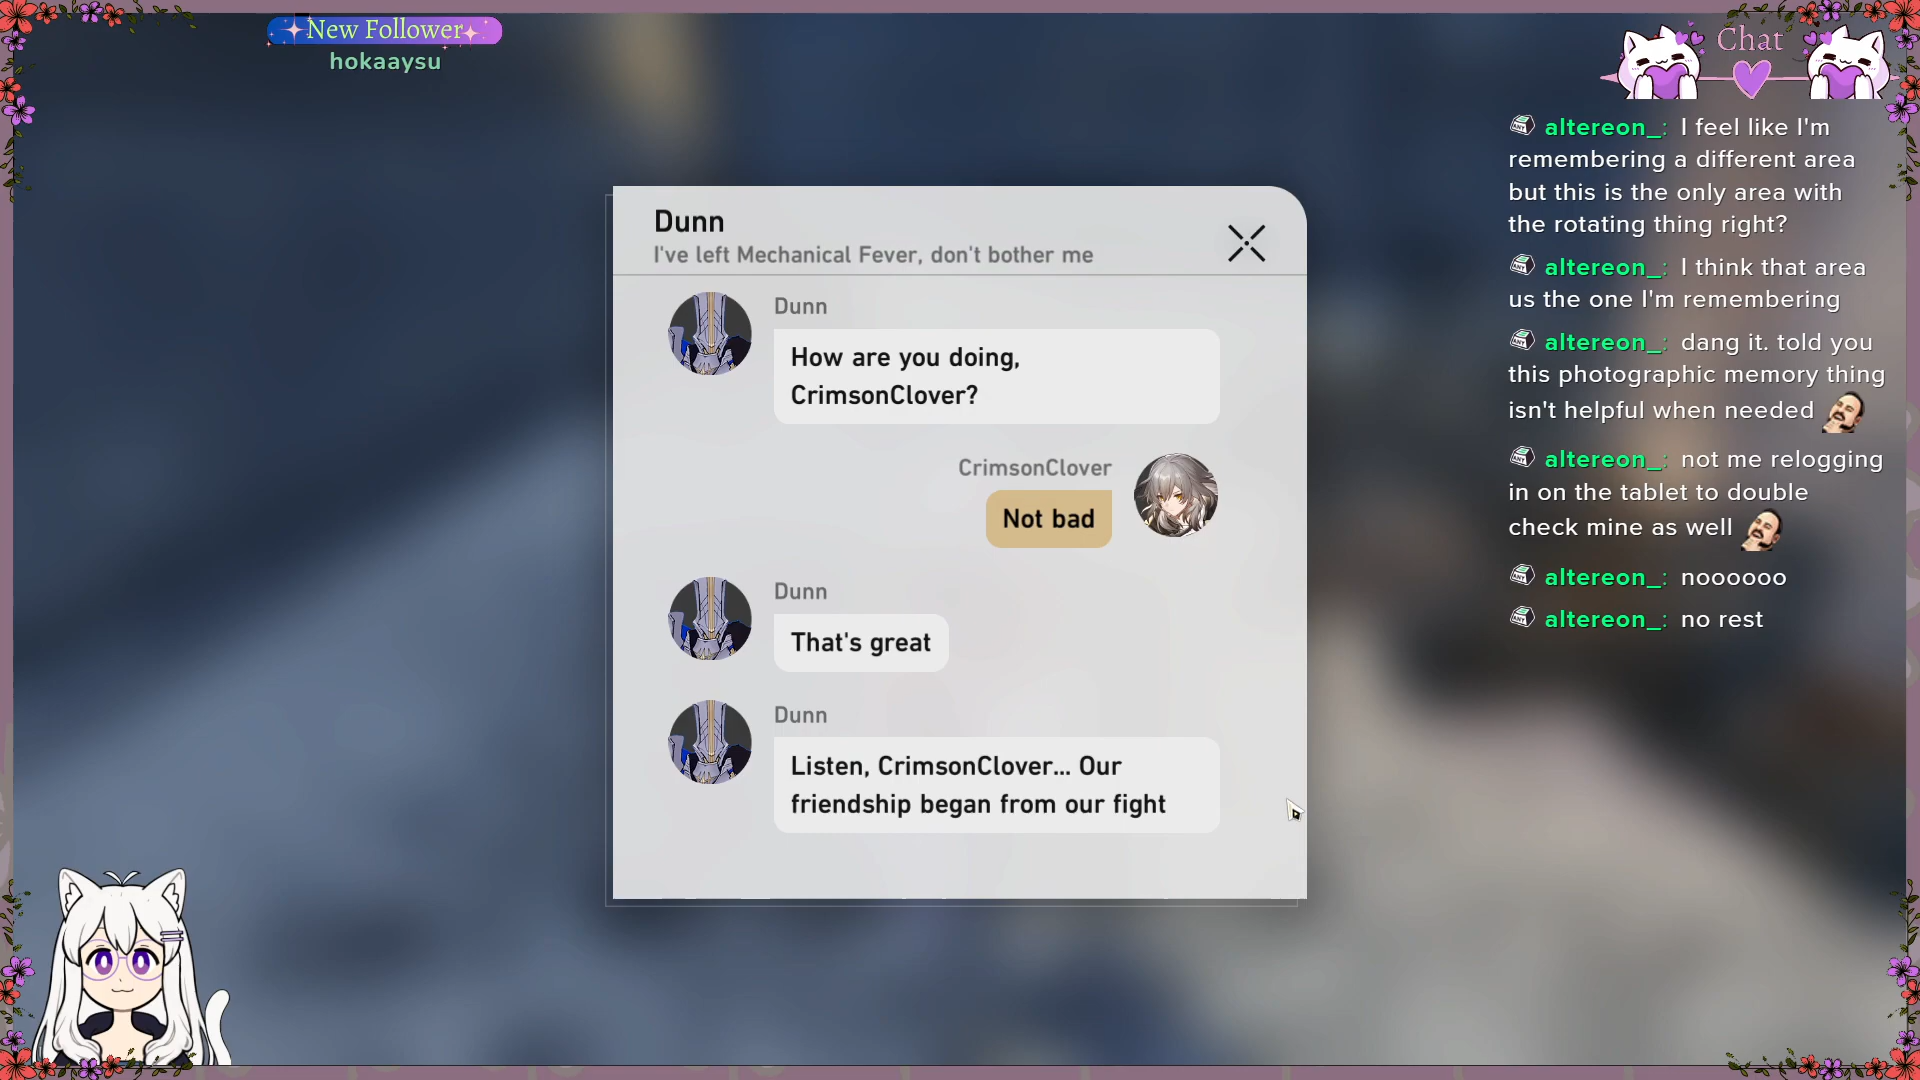 New Follower
hokaaysu
Dunn
I've left Mechanical Fever, don't bother me
Dunn
How are you doing,
CrimsonClover?
CrimsonClover
Not bad
Dunn
That's great
Dunn
Listen, CrimsonClover... Our
friendship began from our fight
Chat
altereon_: I feel like I'm
remembering a different area
but this is the only area with
the rotating thing right?
altereon_: I think that area
us the one I'm remembering
altereon_: dang it. told you
this photographic memory thing
isn't helpful when needed
altereon_: not me relogging
in on the tablet to double
check mine as well
altereon_: noooooo
altereon_: no rest